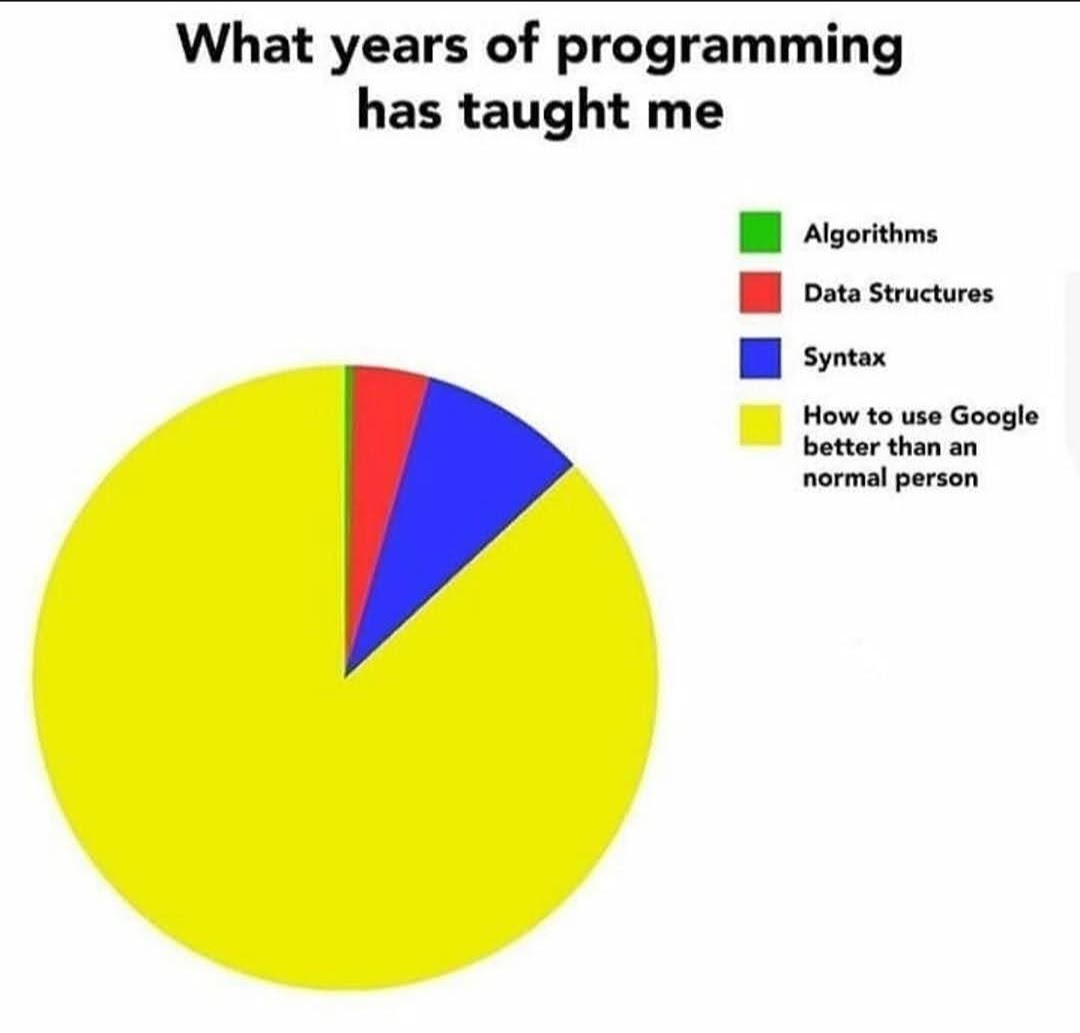 What years of programming
has taught me
Algorithms
Data Structures
Syntax
How to use Google
better than an
normal person